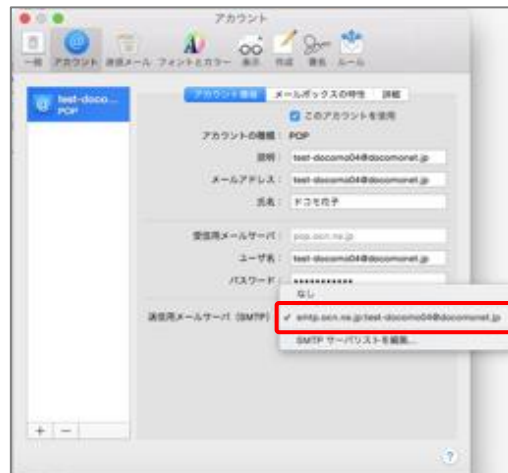 アカウント
一般 アカウント 迷惑メール フォントとカラー 表示 作成 署名 ルール
test-doco...
POP
アカウント情報 メールボックスの特性 詳細
このアカウントを使用
アカウントの種類： POP
説明： test-docomo04@docomonet.jp
メールアドレス： test-docomo04@docomonet.jp
氏名： ドコモ花子
受信用メールサーバ： pop.ocn.ne.jp
ユーザ名： test-docomo04@docomonet.jp
パスワード： •••••••••••
なし
送信用メールサーバ (SMTP) ✓ smtp.ocn.ne.jp:test-docomo04@docomonet.jp
SMTP サーバリストを編集...
+ −
?